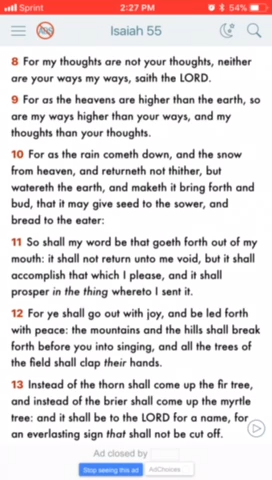 Sprint 2:27 PM 54%
Isaiah 55
8 For my thoughts are not your thoughts, neither
are your ways my ways, saith the LORD.
9 For as the heavens are higher than the earth, so
are my ways higher than your ways, and my
thoughts than your thoughts.
10 For as the rain cometh down, and the snow
from heaven, and returneth not thither, but
watereth the earth, and maketh it bring forth and
bud, that it may give seed to the sower, and
bread to the eater:
11 So shall my word be that goeth forth out of my
mouth: it shall not return unto me void, but it shall
accomplish that which I please, and it shall
prosper in the thing whereto I sent it.
12 For ye shall go out with joy, and be led forth
with peace: the mountains and the hills shall break
forth before you into singing, and all the trees of
the field shall clap their hands.
13 Instead of the thorn shall come up the fir tree,
and instead of the brier shall come up the myrtle
tree: and it shall be to the LORD for a name, for
an everlasting sign that shall not be cut off.
Ad closed by
Stop seeing this ad AdChoices